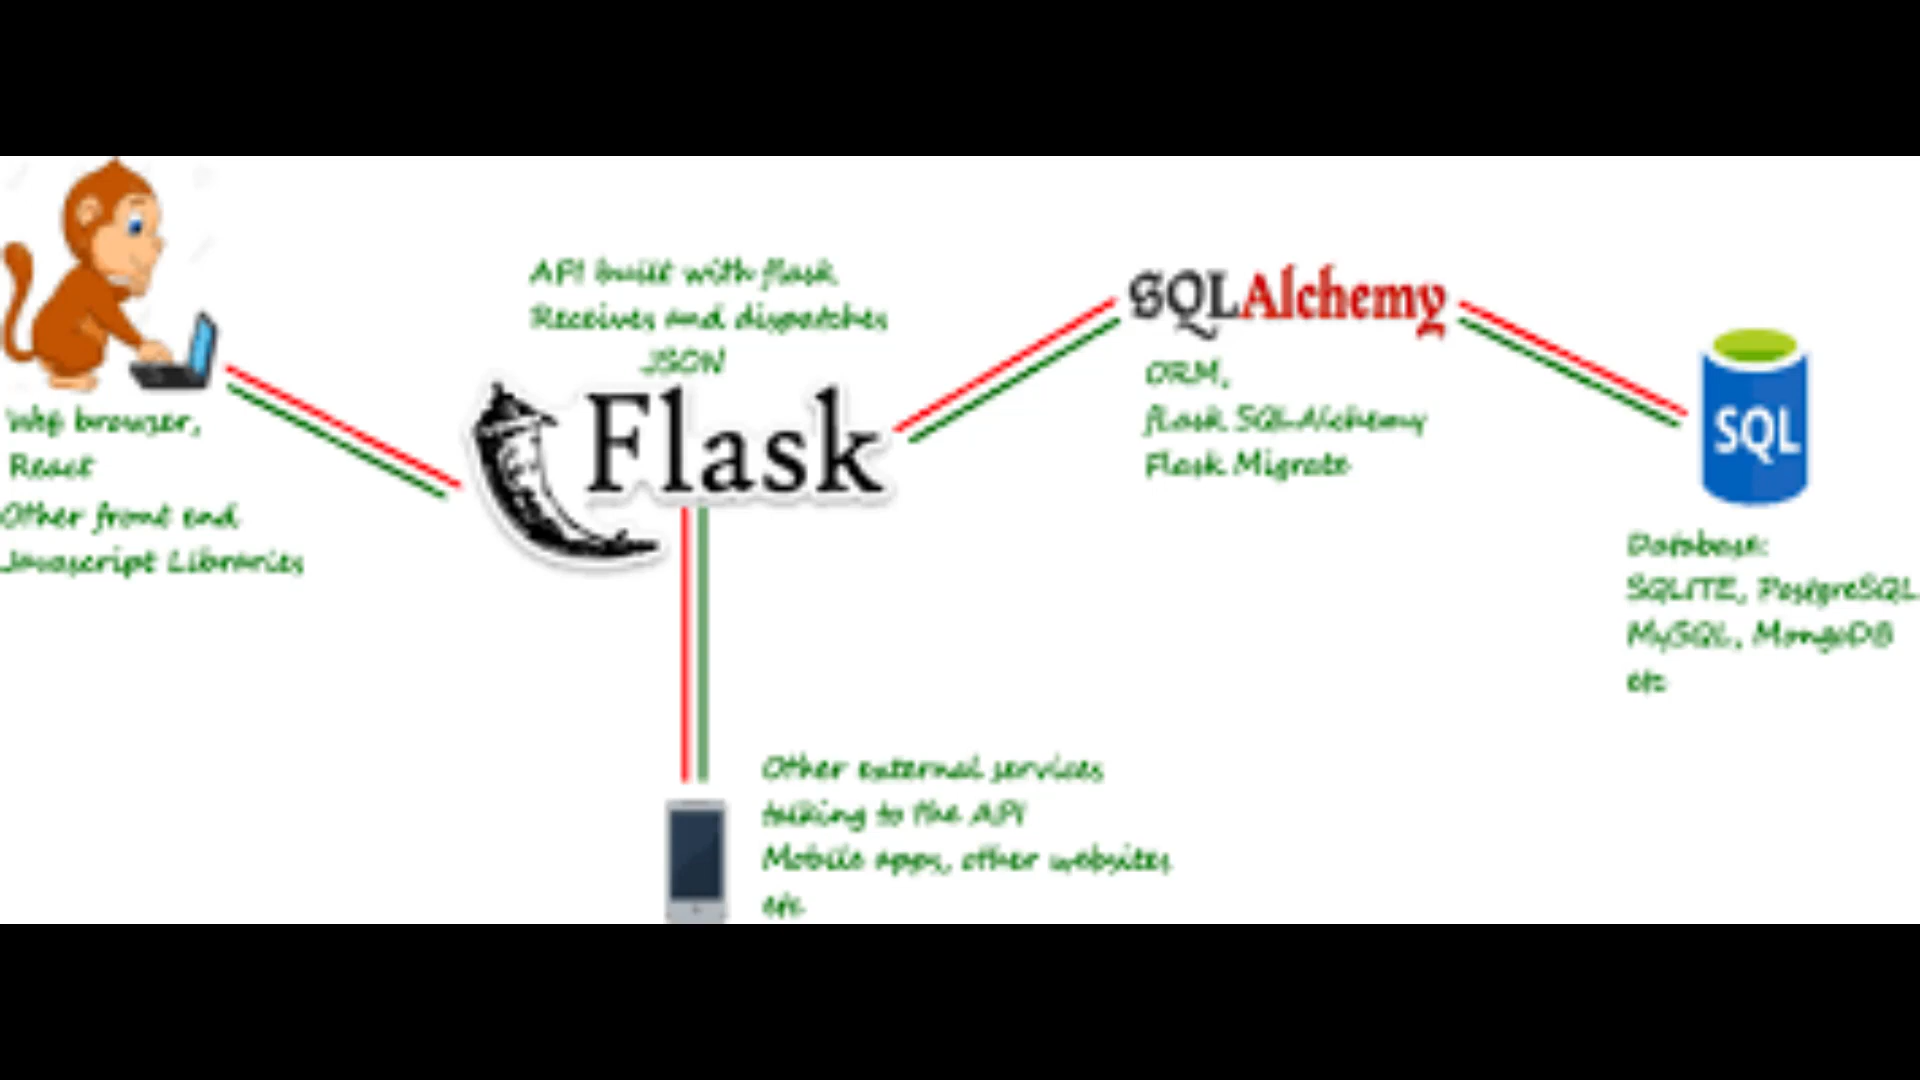 API built with flask
Receives and dispatches
JSON
Flask
SQLAlchemy
ORM,
flask SQLAlchemy
Flask Migrate
SQL
Web browser,
React
Other front end
Javascript Libraries
Database:
SQLITE, PostgreSQL
MySQL, MongoDB
etc
Other external services
talking to the API
Mobile apps, other websites
etc